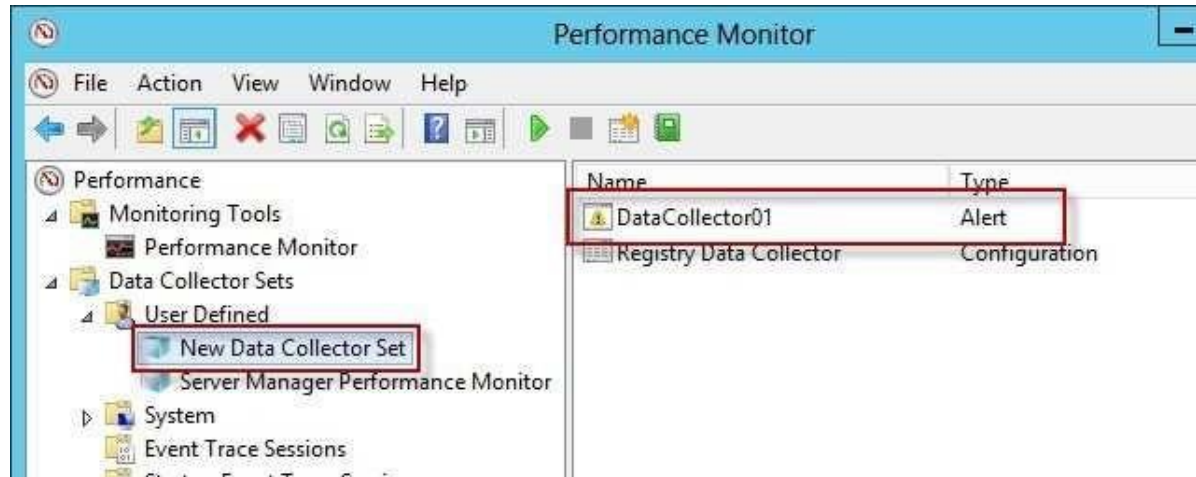 Performance Monitor
File Action View Window Help
Performance
Monitoring Tools
Performance Monitor
Data Collector Sets
User Defined
New Data Collector Set
Server Manager Performance Monitor
System
Event Trace Sessions
Name Type
DataCollector01 Alert
Registry Data Collector Configuration